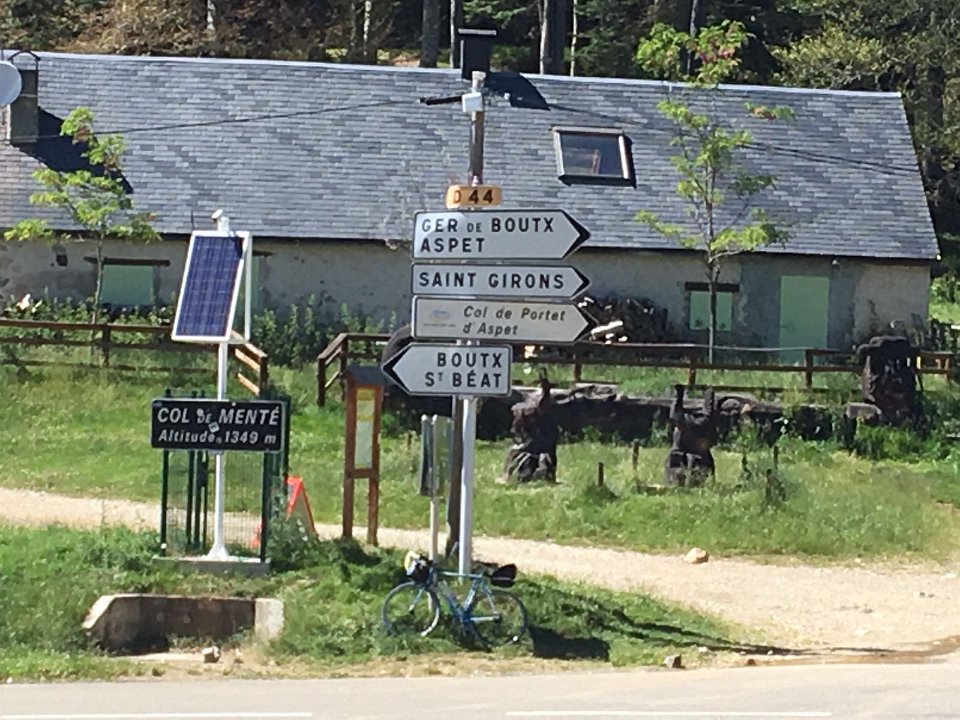 D 44
GER DE BOUTX
ASPET
SAINT GIRONS
Col de Portet
d'Aspet
BOUTX
ST BÉAT
COL DE MENTÉ
Altitude 1349 m